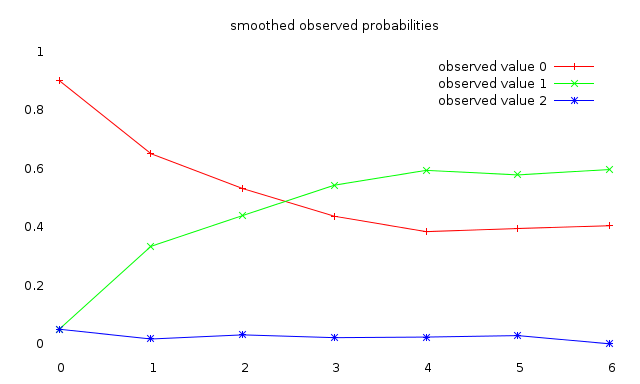 smoothed observed probabilities
1
observed value 0
observed value 1
observed value 2
0.8
0.6
0.4
0.2
0
0 1 2 3 4 5 6